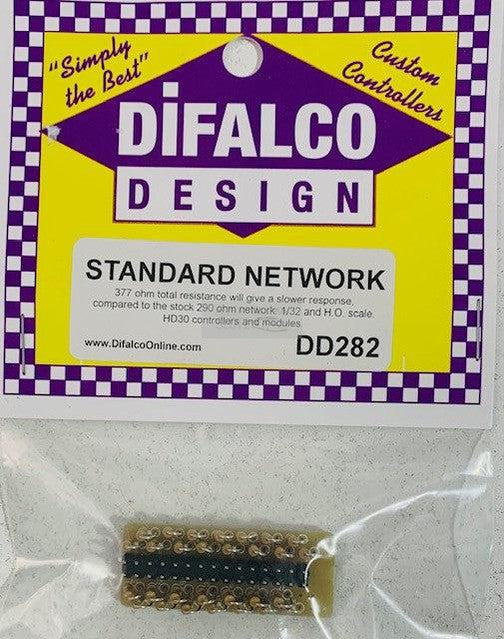 "Simply
the Best"
Custom
Controllers
DiFALCO
DESIGN
STANDARD NETWORK
377 ohm total resistance will give a slower response,
compared to the stock 290 ohm network. 1/32 and H.O. scale.
HD30 controllers and modules
www.DifalcoOnline.com
DD282